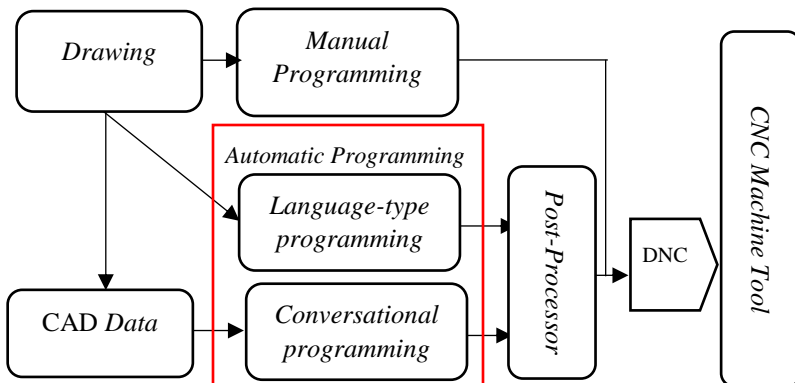 Drawing
Manual
Programming
Automatic Programming
Language-type
programming
Post-Processor
DNC
CNC Machine Tool
CAD Data
Conversational
programming